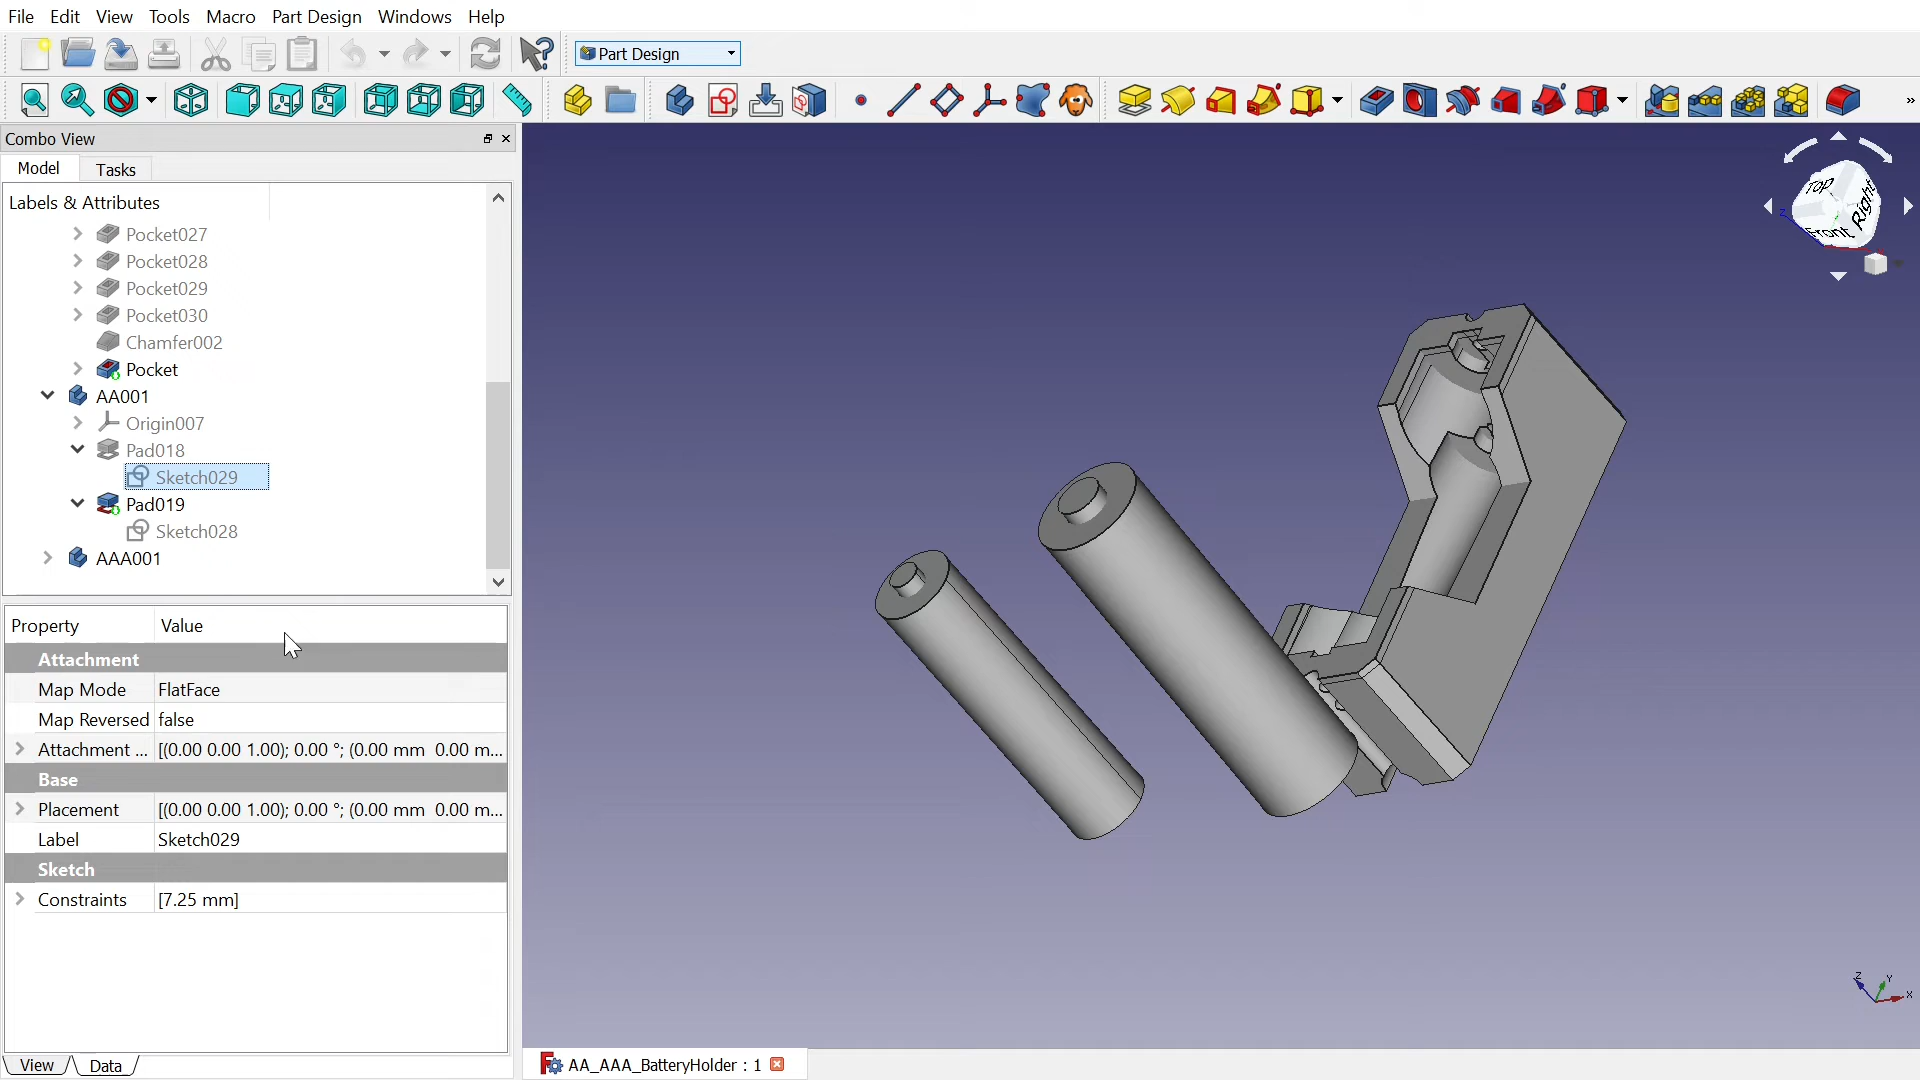 File Edit View Tools Macro Part Design Windows Help
Part Design
»
Combo View
Model Tasks
Labels & Attributes
Pocket027
Pocket028
Pocket029
Pocket030
Chamfer002
Pocket
AA001
Origin007
Pad018
Sketch029
Pad019
Sketch028
AAA001
Property Value
Attachment
Map Mode FlatFace
Map Reversed false
Attachment ... [(0.00 0.00 1.00); 0.00 °; (0.00 mm 0.00 m...
Base
Placement [(0.00 0.00 1.00); 0.00 °; (0.00 mm 0.00 m...
Label Sketch029
Sketch
Constraints [7.25 mm]
View Data
Top
Right
Front
Z
Z Y X
AA_AAA_BatteryHolder : 1